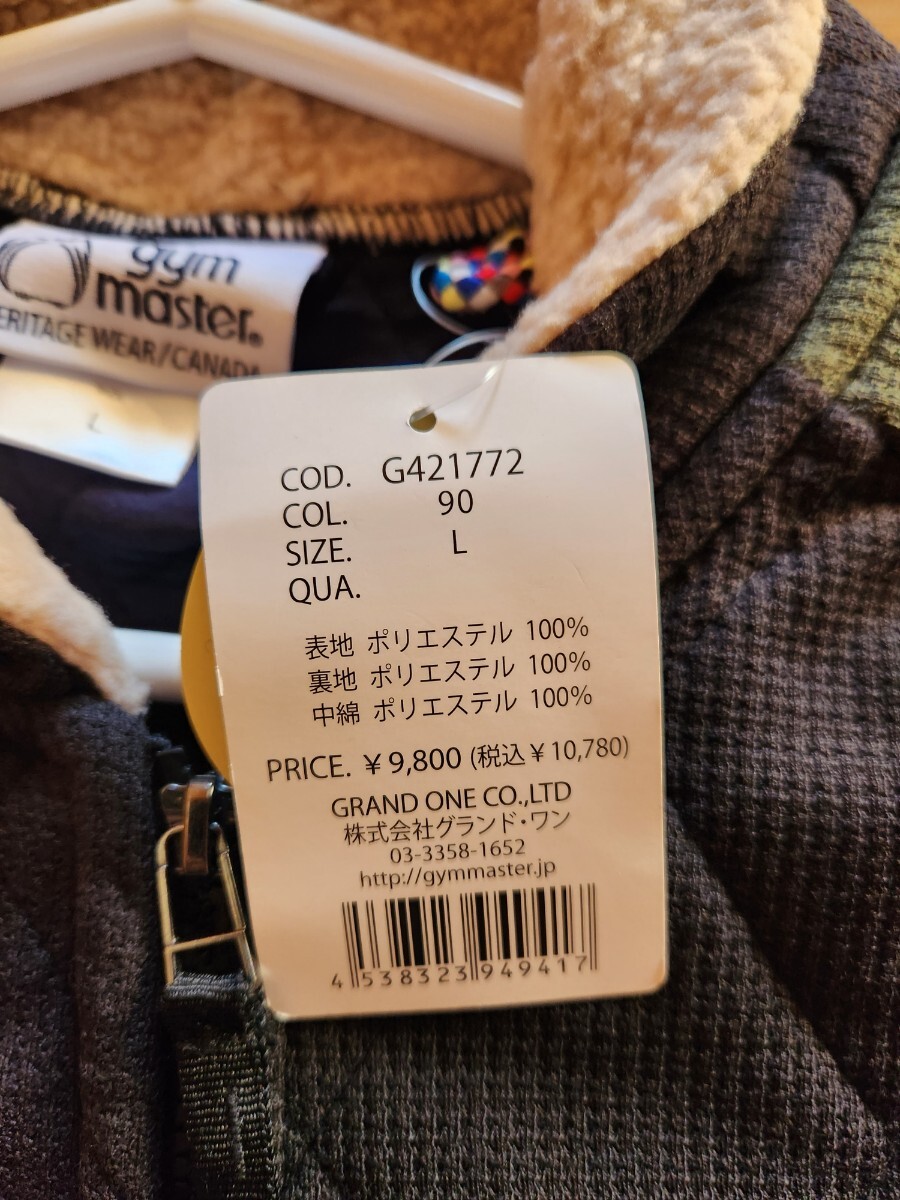 gym
master®
ERITAGE WEAR/CANADA
L
COD. G421772
COL. 90
SIZE. L
QUA.
表地 ポリエステル 100%
裏地 ポリエステル 100%
中綿 ポリエステル 100%
PRICE. ￥9,800 (税込￥10,780)
GRAND ONE CO.,LTD
株式会社グランド・ワン
03-3358-1652
http://gymmaster.jp
4 538323 949417